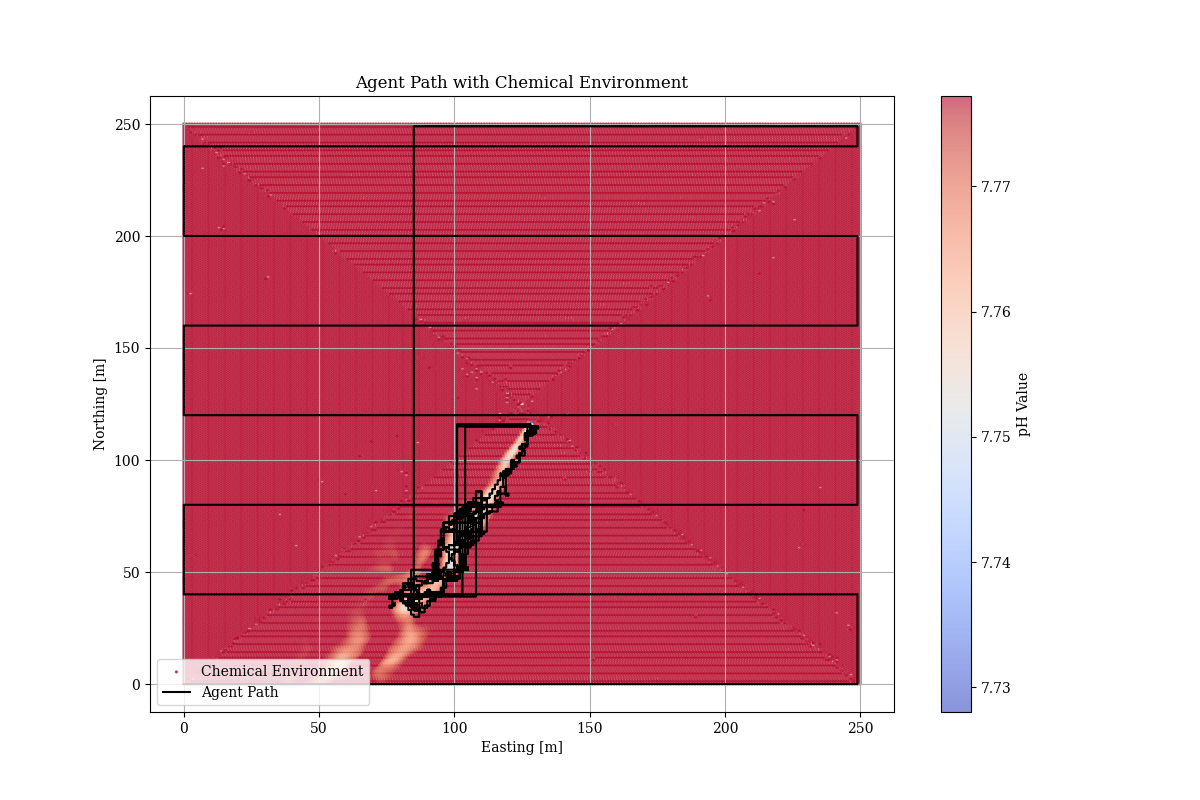 Agent Path with Chemical Environment
250
200
150
100
50
0
Northing [m]
0
50
100
150
200
250
Easting [m]
Chemical Environment
Agent Path
7.77
7.76
7.75
7.74
7.73
pH Value